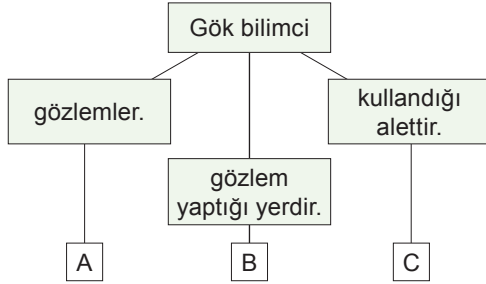 Gök bilimci
gözlemler.
kullandığı
alettir.
gözlem
yaptığı yerdir.
A
B
C